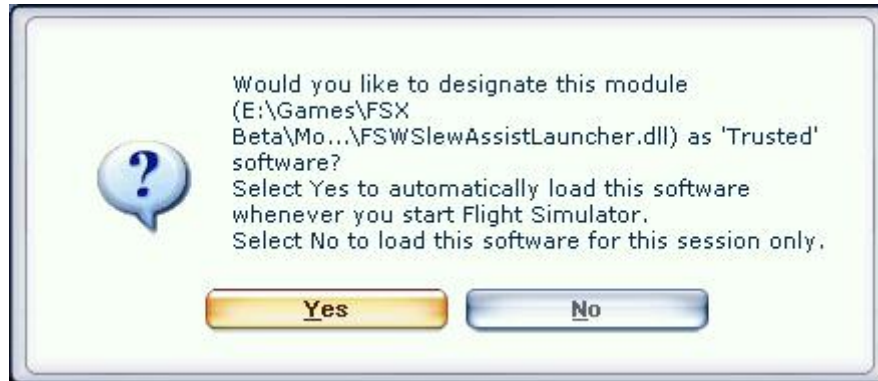 Would you like to designate this module
(E:\Games\FSX
Beta\Mo...\FSWSlewAssistLauncher.dll) as 'Trusted'
software?
Select Yes to automatically load this software
whenever you start Flight Simulator.
Select No to load this software for this session only.
Yes
No